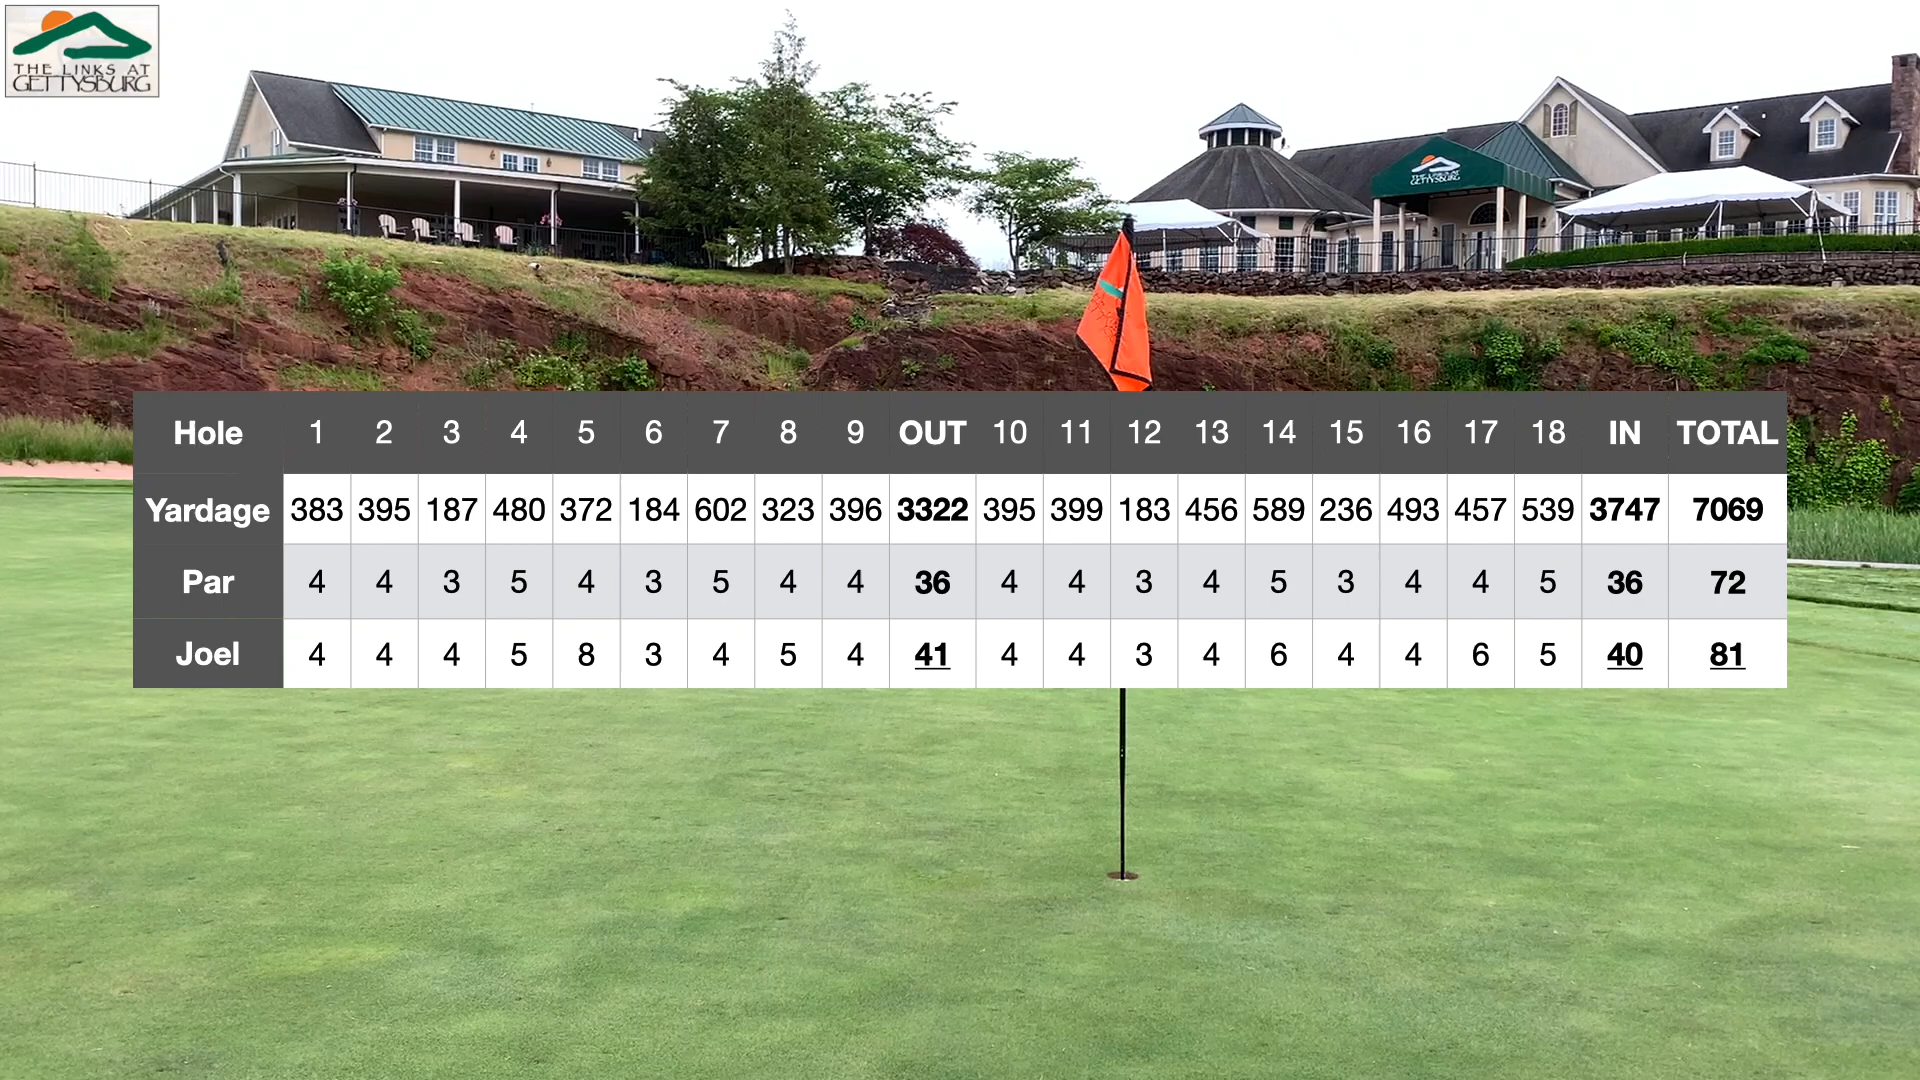 THE LINKS AT
GETTYSBURG
THE LINKS AT
GETTYSBURG
Hole 1 2 3 4 5 6 7 8 9 OUT 10 11 12 13 14 15 16 17 18 IN TOTAL
Yardage 383 395 187 480 372 184 602 323 396 3322 395 399 183 456 589 236 493 457 539 3747 7069
Par 4 4 3 5 4 3 5 4 4 36 4 4 3 4 5 3 4 4 5 36 72
Joel 4 4 4 5 8 3 4 5 4 41 4 4 3 4 6 4 4 6 5 40 81